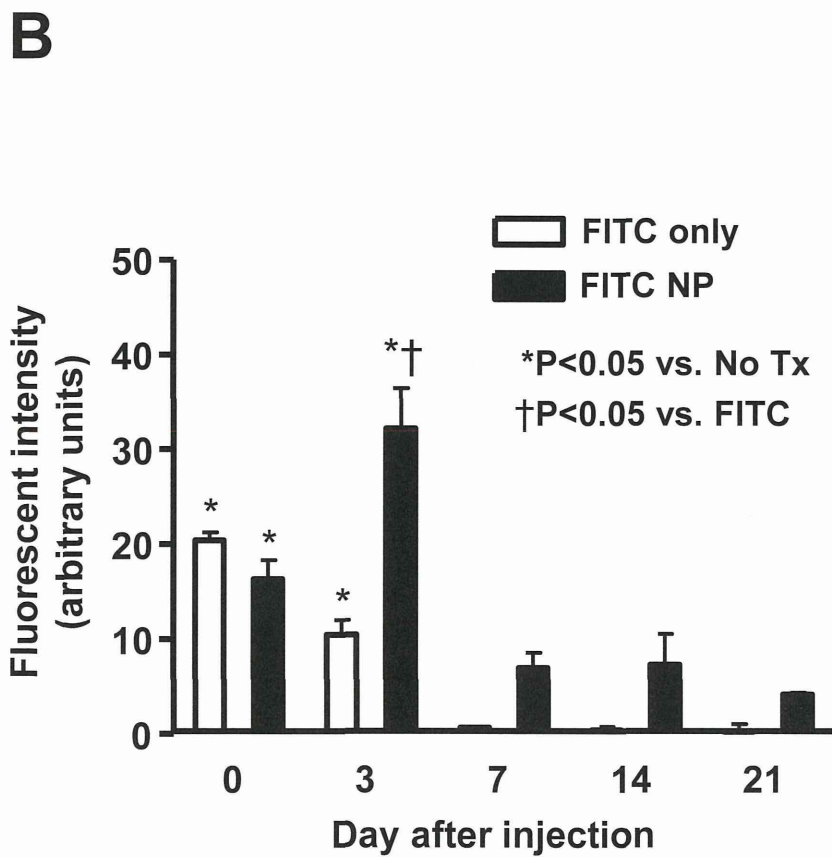 B
FITC only
FITC NP
*P<0.05 vs. No Tx
†P<0.05 vs. FITC
Fluorescent intensity
(arbitrary units)
50
40
30
20
10
0
*
*
*
*†
0 3 7 14 21
Day after injection